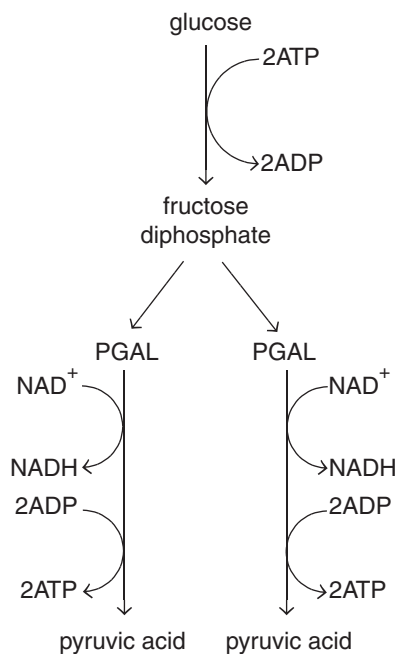 glucose
2ATP
2ADP
fructose
diphosphate
PGAL PGAL
NAD⁺ NAD⁺
NADH NADH
2ADP 2ADP
2ATP 2ATP
pyruvic acid pyruvic acid